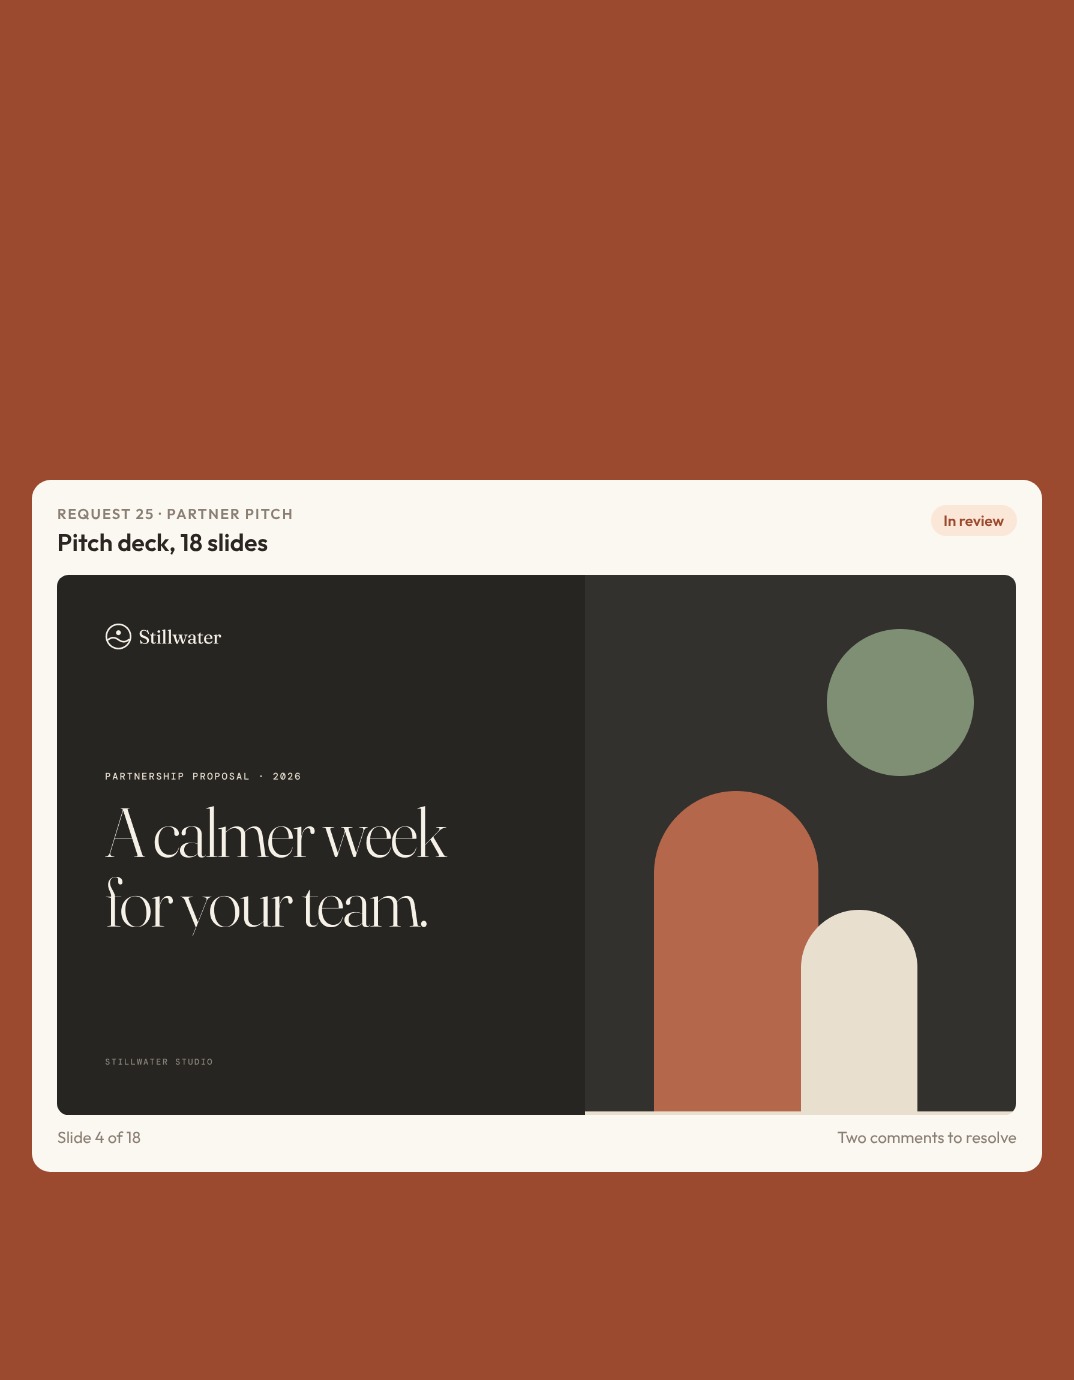 REQUEST 25 · PARTNER PITCH
Pitch deck, 18 slides
In review
Stillwater
PARTNERSHIP PROPOSAL · 2026
A calmer week
for your team.
STILLWATER STUDIO
Slide 4 of 18
Two comments to resolve